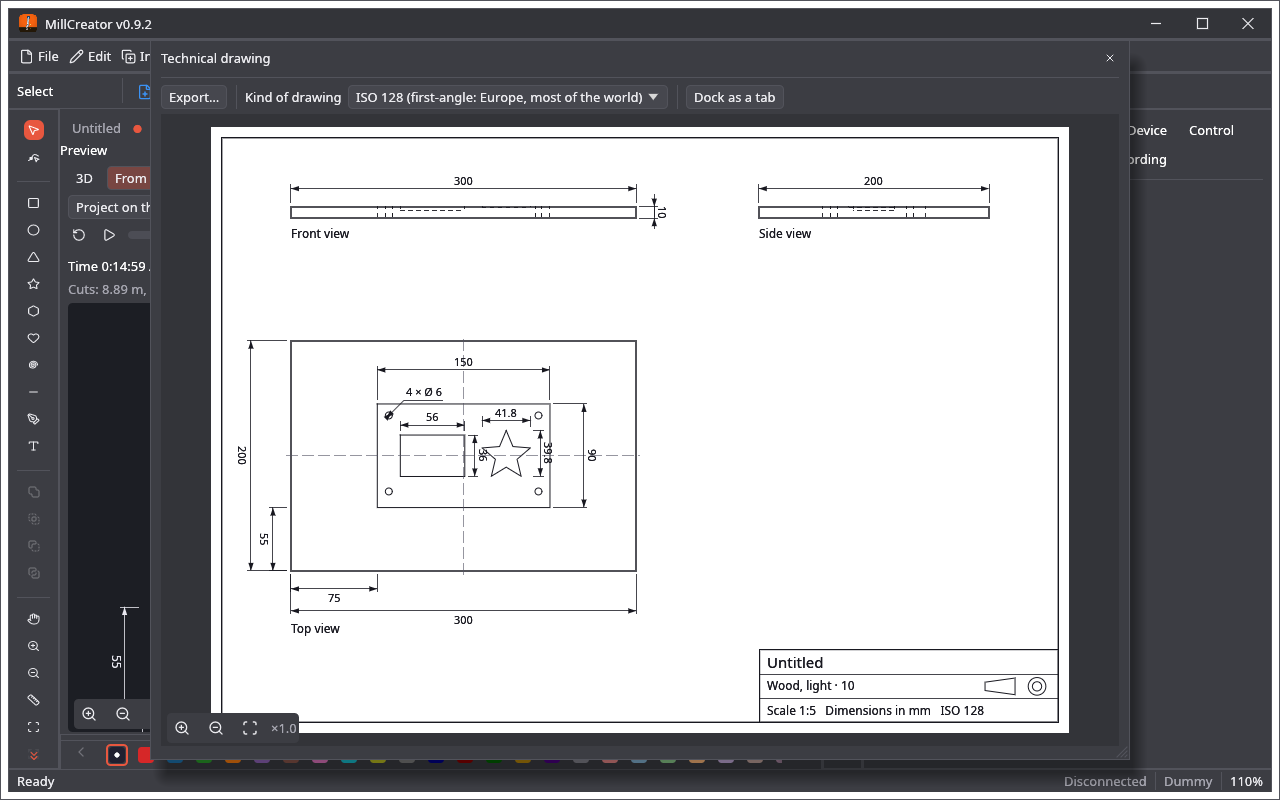 MillCreator v0.9.2
File Edit
Technical drawing
Select
Export... Kind of drawing ISO 128 (first-angle: Europe, most of the world) Dock as a tab
Untitled
Preview
3D From
Project on th
Time 0:14:59
Cuts: 8.89 m,
Device Control
300
10
Front view
200
Side view
150
4 × Ø 6
56
41.8
36
39.8
90
200
55
75
300
Top view
Untitled
Wood, light · 10
Scale 1:5 Dimensions in mm ISO 128
×1.0
55
Ready
Disconnected Dummy 110%